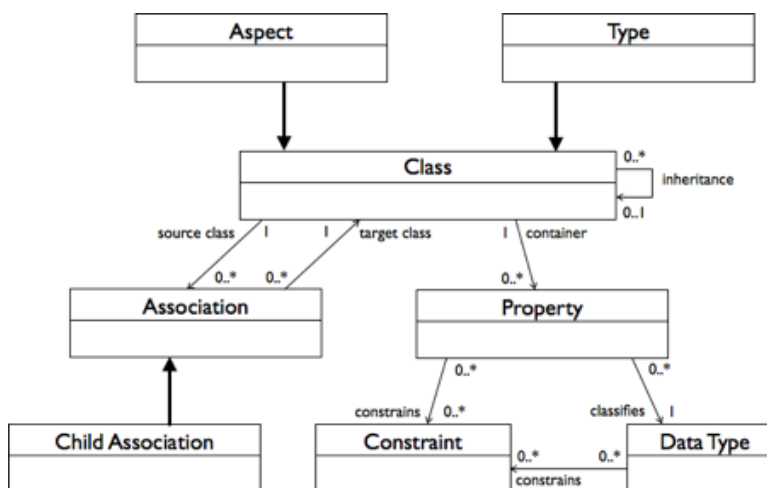 Aspect
Type
Class
0..*
inheritance
0..1
source class
1
1
target class
1
container
0..*
0..*
0..*
Association
Property
0..*
0..*
constrains
0..*
classifies
1
Child Association
Constraint
Data Type
0..*
0..*
constrains